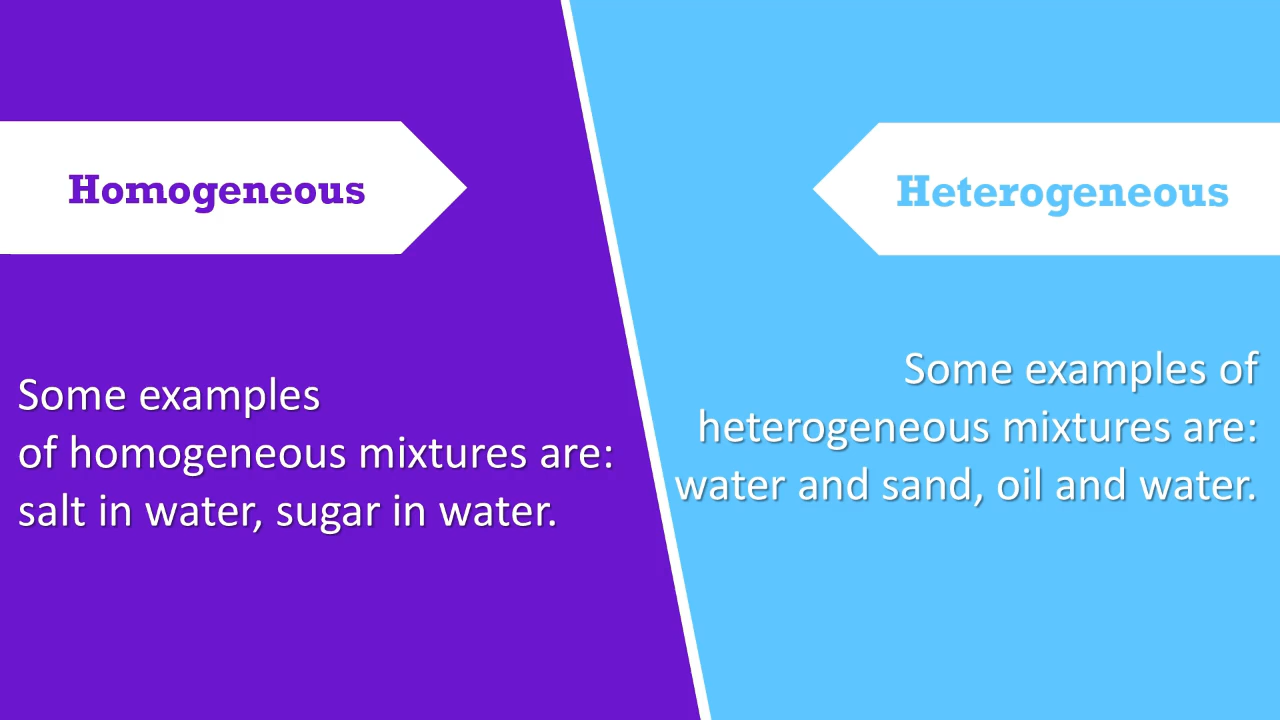 Homogeneous
Some examples
of homogeneous mixtures are:
salt in water, sugar in water.
Heterogeneous
Some examples of
heterogeneous mixtures are:
water and sand, oil and water.